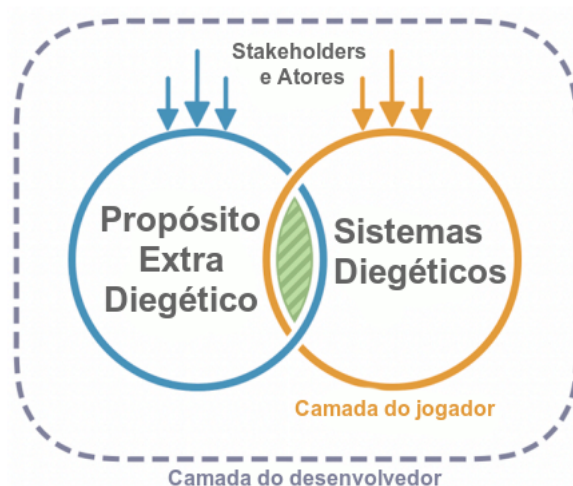 Stakeholders
e Atores
Propósito
Extra
Diegético
Sistemas
Diegéticos
Camada do jogador
Camada do desenvolvedor